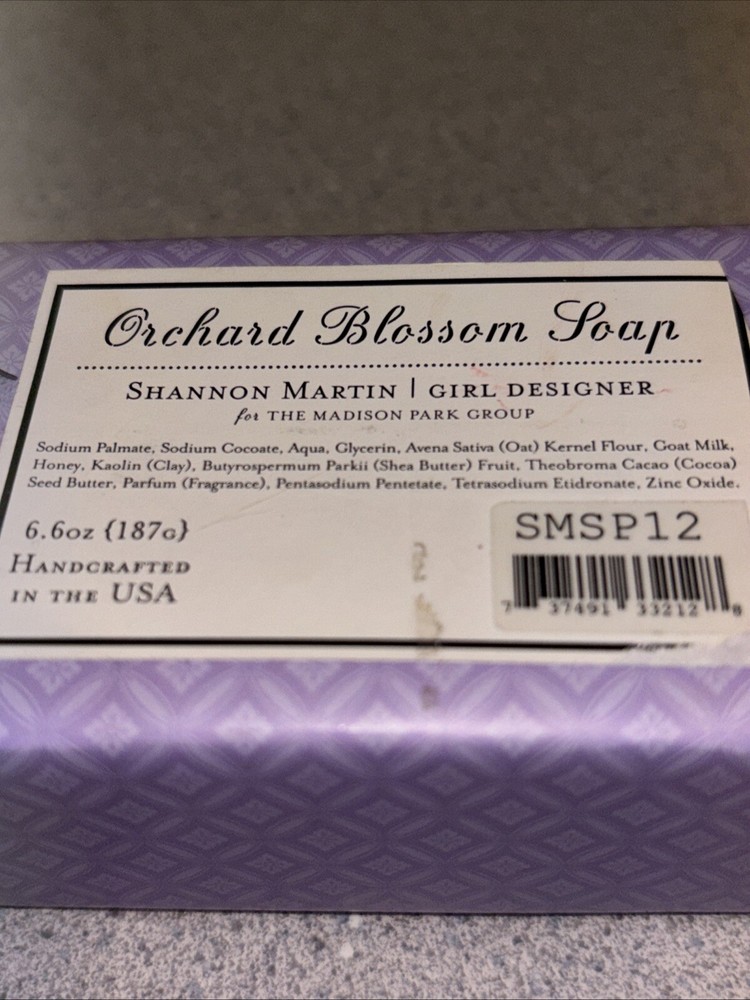 Orchard Blossom Soap
Shannon Martin | girl designer
for the Madison Park Group
Sodium Palmate, Sodium Cocoate, Aqua, Glycerin, Avena Sativa (Oat) Kernel Flour, Goat Milk,
Honey, Kaolin (Clay), Butyrospermum Parkii (Shea Butter) Fruit, Theobroma Cacao (Cocoa)
Seed Butter, Parfum (Fragrance), Pentasodium Pentetate, Tetrasodium Etidronate, Zinc Oxide.
6.6oz {187g}
Handcrafted
in the USA
SMSP12
7 37491 33212 8